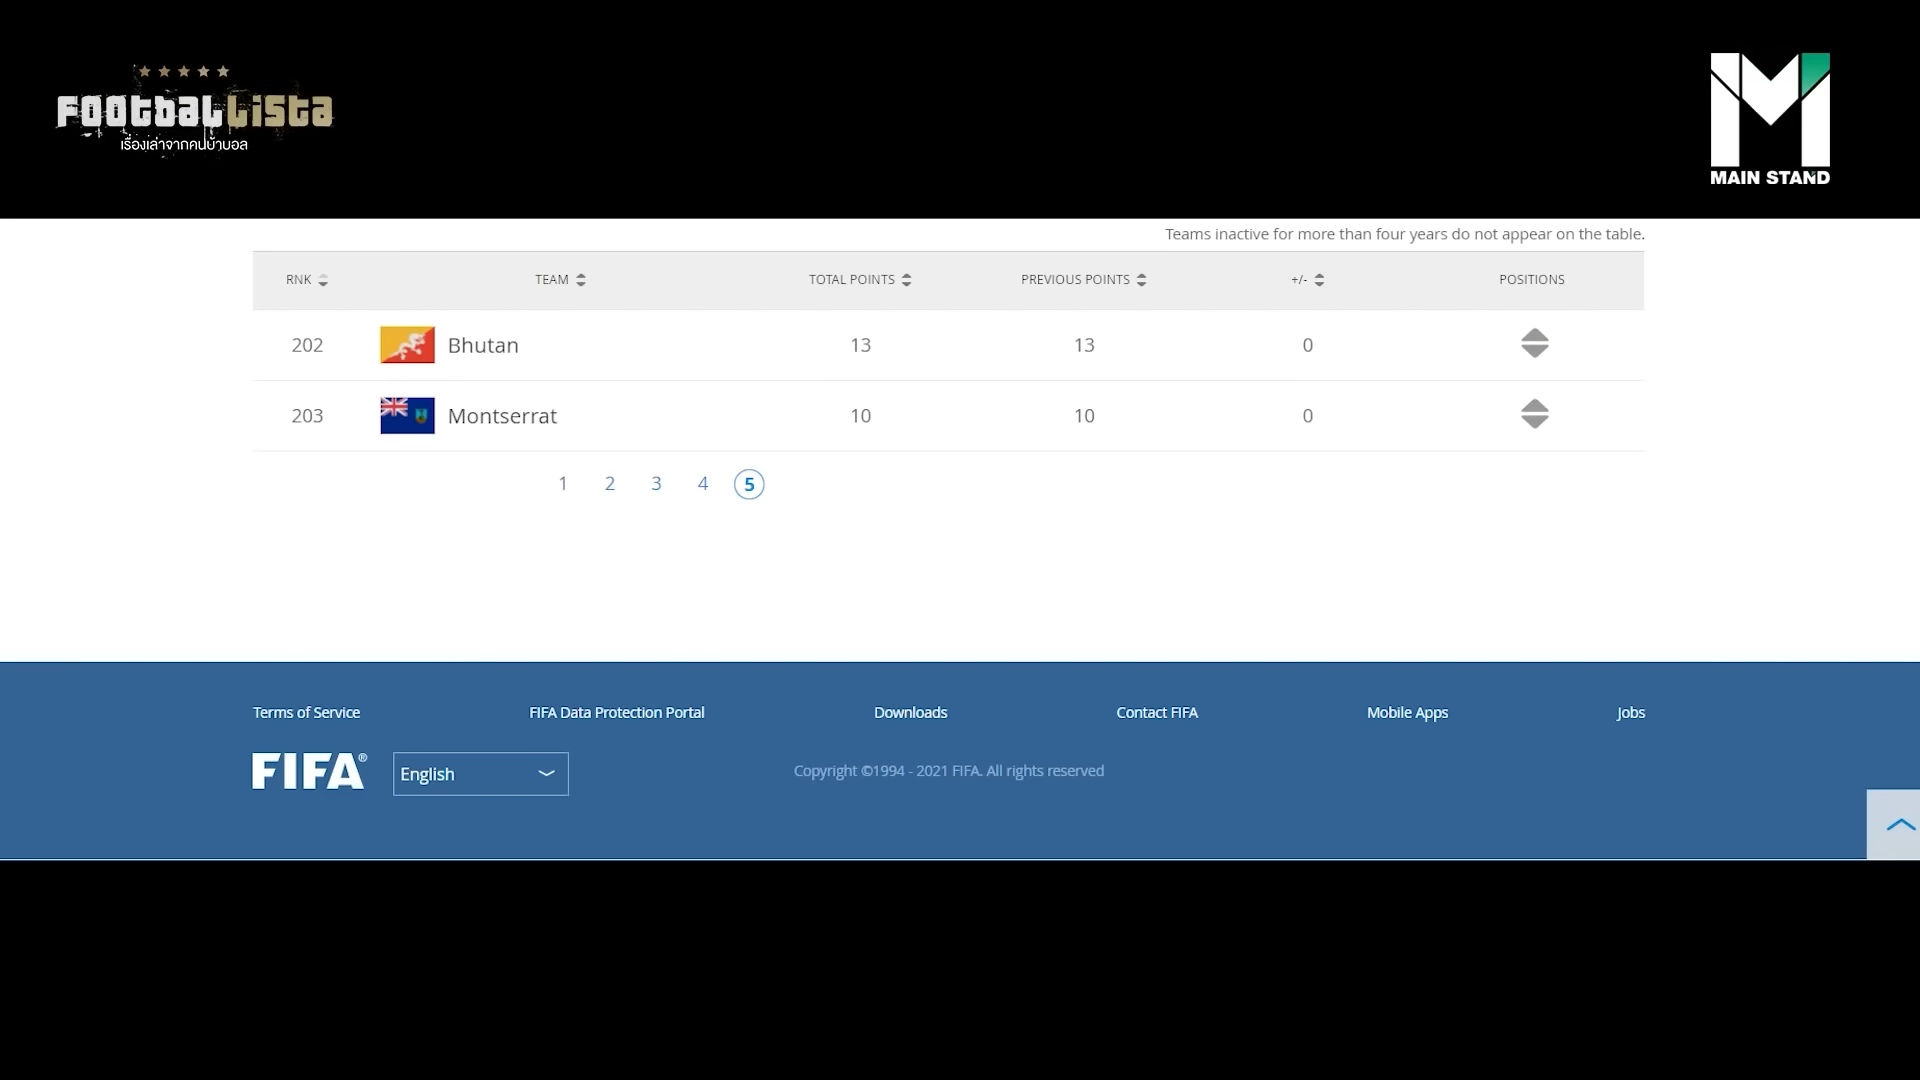 FOOtbaLLiSta
เรื่องเล่าจากคนบ้าบอล
MAIN STAND
Teams inactive for more than four years do not appear on the table.
RNK TEAM TOTAL POINTS PREVIOUS POINTS +/- POSITIONS
202 Bhutan 13 13 0
203 Montserrat 10 10 0
1 2 3 4 5
Terms of Service FIFA Data Protection Portal Downloads Contact FIFA Mobile Apps Jobs
FIFA® English Copyright ©1994 - 2021 FIFA. All rights reserved